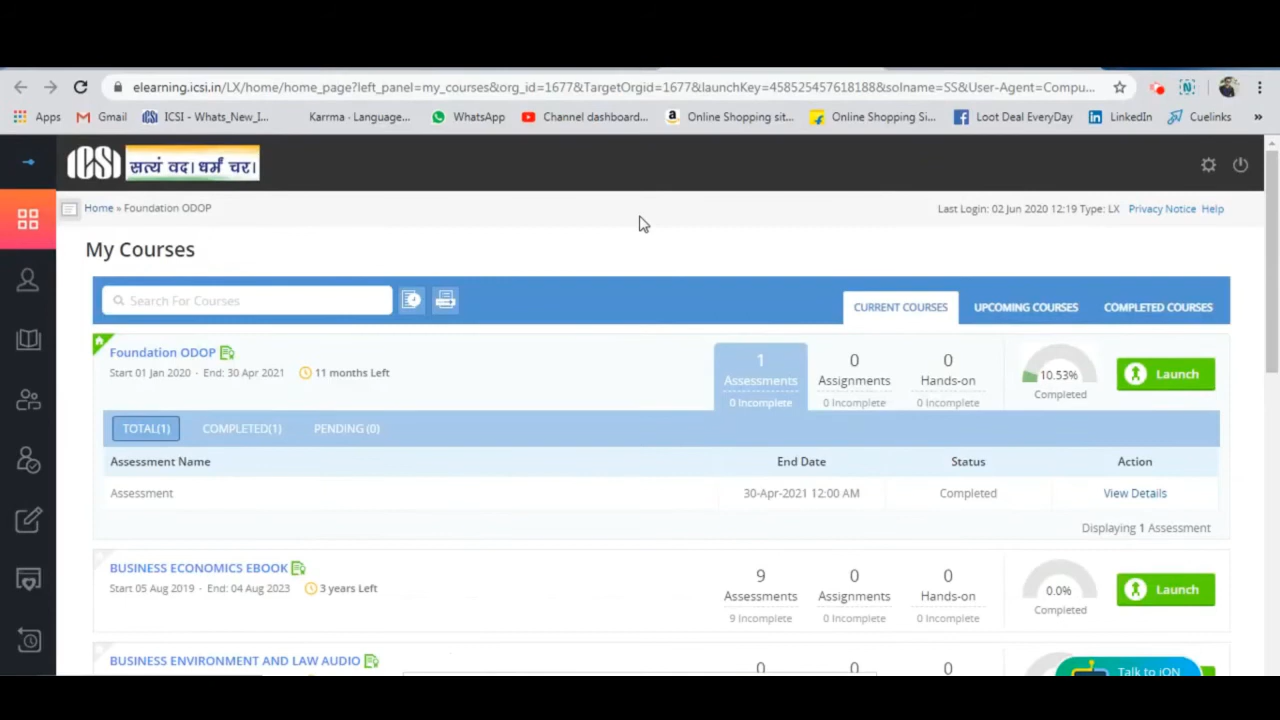 elearning.icsi.in/LX/home/home_page?left_panel=my_courses&org_id=1677&TargetOrgid=1677&launchKey=458525457618188&solname=SS&User-Agent=Compu...
Apps Gmail ICSI - Whats_New_I... Karrma - Language... WhatsApp Channel dashboard... Online Shopping sit... Online Shopping Si... Loot Deal EveryDay LinkedIn Cuelinks »
ICSI सत्यं वद। धर्मं चर।
Home » Foundation ODOP Last Login: 02 Jun 2020 12:19 Type: LX Privacy Notice Help
My Courses
Search For Courses CURRENT COURSES UPCOMING COURSES COMPLETED COURSES
Foundation ODOP
Start 01 Jan 2020 - End: 30 Apr 2021 11 months Left
1 0 0
Assessments Assignments Hands-on 10.53% Launch
0 Incomplete 0 Incomplete 0 Incomplete Completed
TOTAL(1) COMPLETED(1) PENDING (0)
Assessment Name End Date Status Action
Assessment 30-Apr-2021 12:00 AM Completed View Details
Displaying 1 Assessment
BUSINESS ECONOMICS EBOOK
Start 05 Aug 2019 - End: 04 Aug 2023 3 years Left
9 0 0
Assessments Assignments Hands-on 0.0% Launch
9 Incomplete 0 Incomplete 0 Incomplete Completed
BUSINESS ENVIRONMENT AND LAW AUDIO
0 0 0
Talk to iON